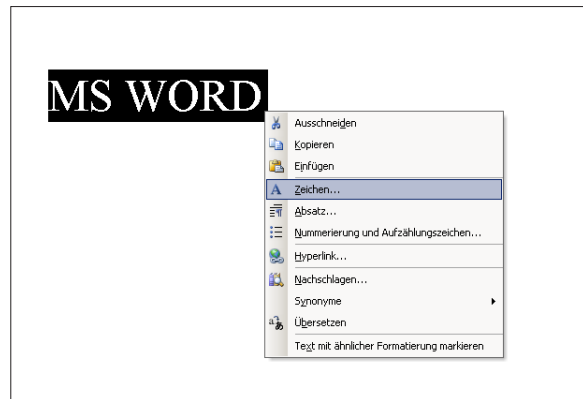 MS WORD
Ausschneiden
Kopieren
Einfügen
Zeichen...
Absatz...
Nummerierung und Aufzählungszeichen...
Hyperlink...
Nachschlagen...
Synonyme
Übersetzen
Text mit ähnlicher Formatierung markieren